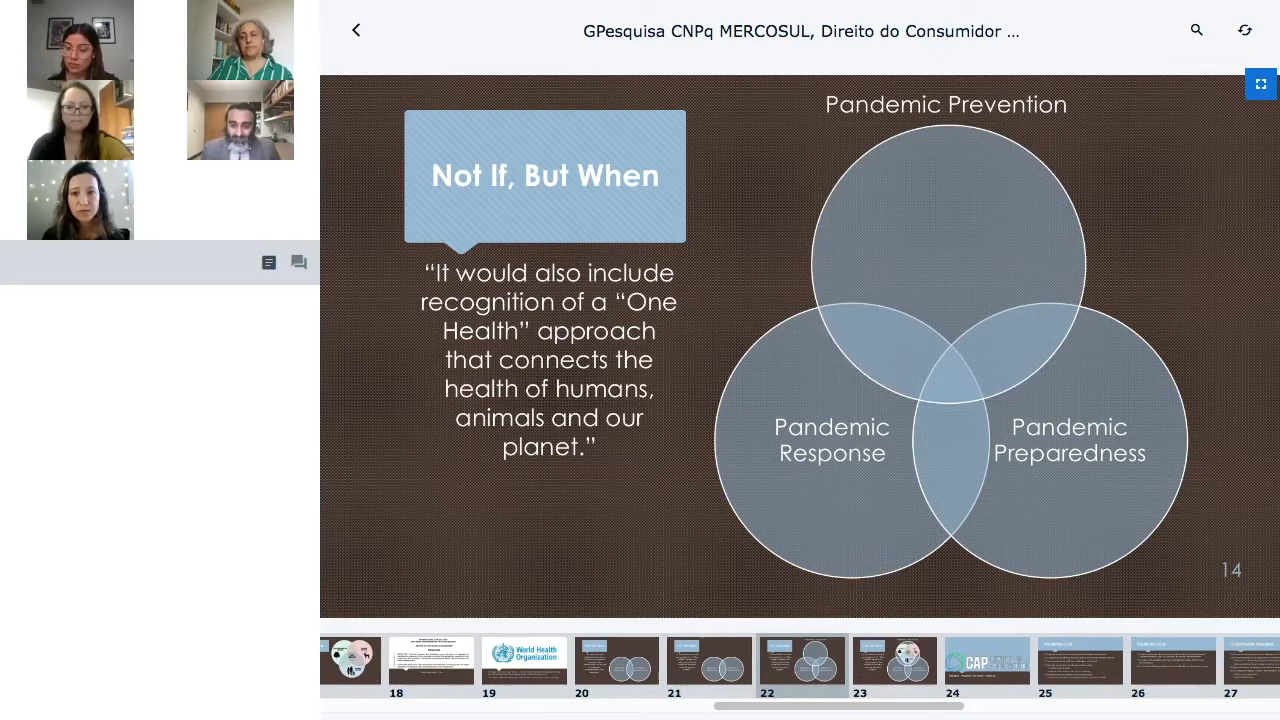 GPesquisa CNPq MERCOSUL, Direito do Consumidor ...
Not If, But When
“It would also include
recognition of a “One
Health” approach
that connects the
health of humans,
animals and our
planet.”
Pandemic Prevention
Pandemic
Response
Pandemic
Preparedness
14
World Health
Organization
CAP
18
19
20
21
22
23
24
25
26
27